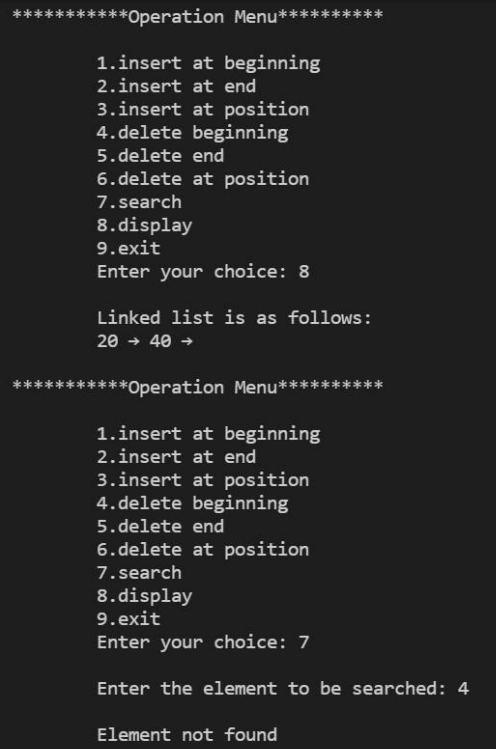 ***********Operation Menu**********
1.insert at beginning
2.insert at end
3.insert at position
4.delete beginning
5.delete end
6.delete at position
7.search
8.display
9.exit
Enter your choice: 8
Linked list is as follows:
20 → 40 →
***********Operation Menu**********
1.insert at beginning
2.insert at end
3.insert at position
4.delete beginning
5.delete end
6.delete at position
7.search
8.display
9.exit
Enter your choice: 7
Enter the element to be searched: 4
Element not found